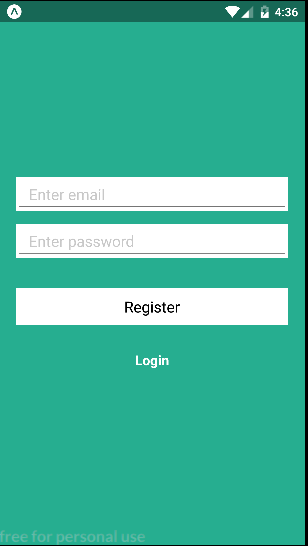 4:36
Enter email
Enter password
Register
Login
free for personal use